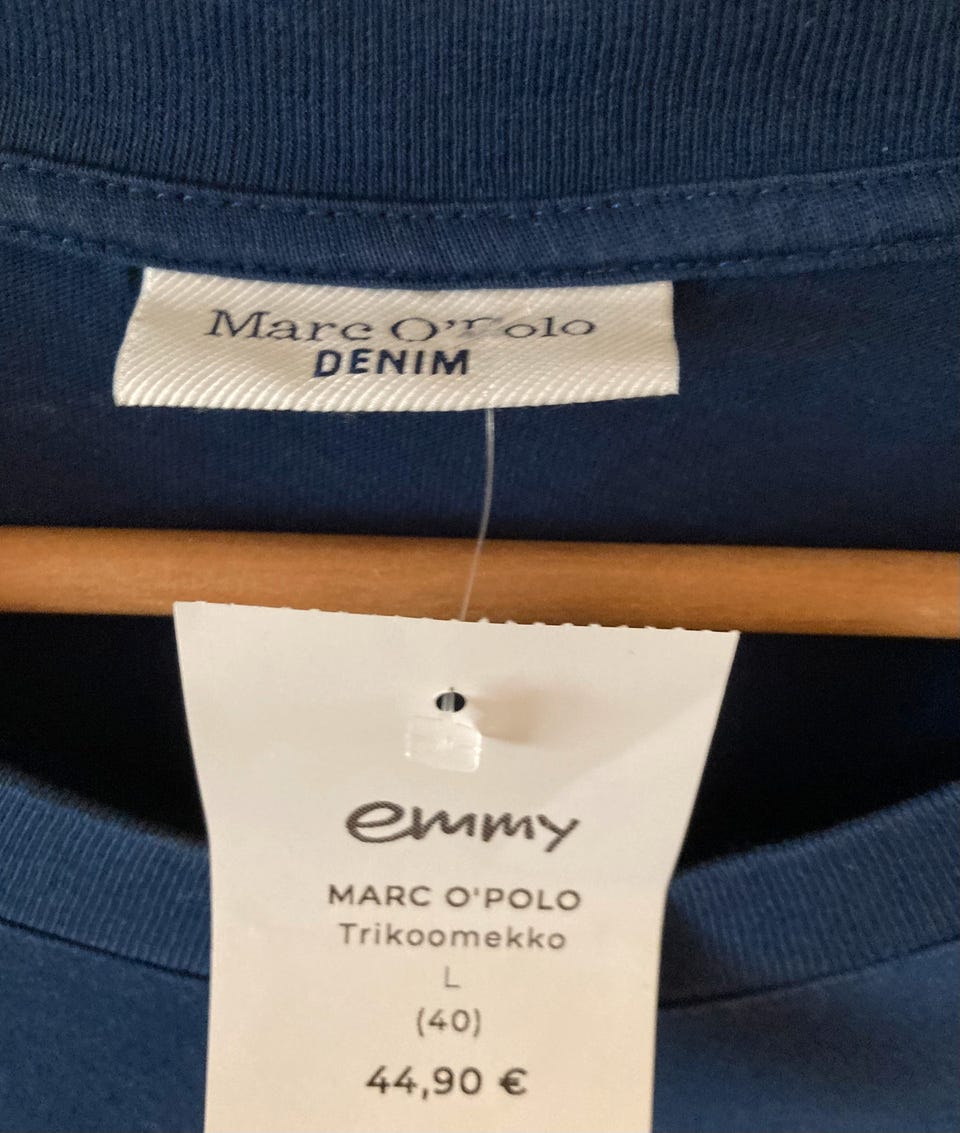 Marc O'Polo
DENIM
emmy
MARC O'POLO
Trikoomekko
L
(40)
44,90 €